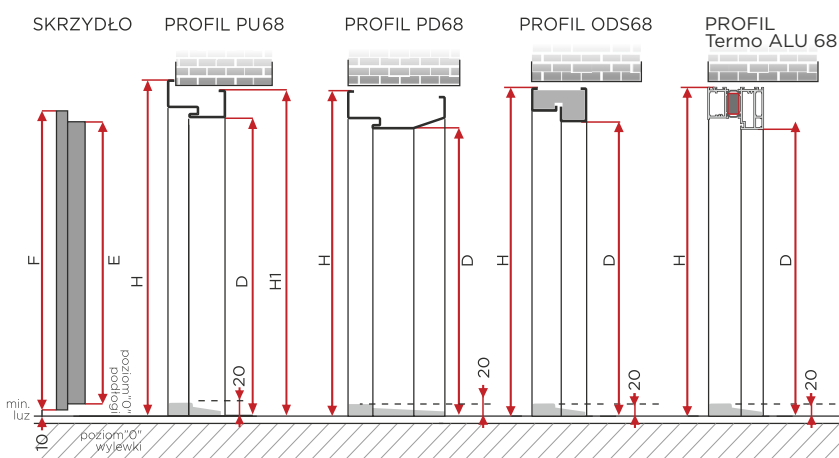 SKRZYDŁO
PROFIL PU68
PROFIL PD68
PROFIL ODS68
PROFIL
Termo ALU 68
F
E
H
D
H1
H
D
H
D
H
D
poziom"0"
podłogi
20
20
20
20
min.
luz
10
poziom"0"
wylewki